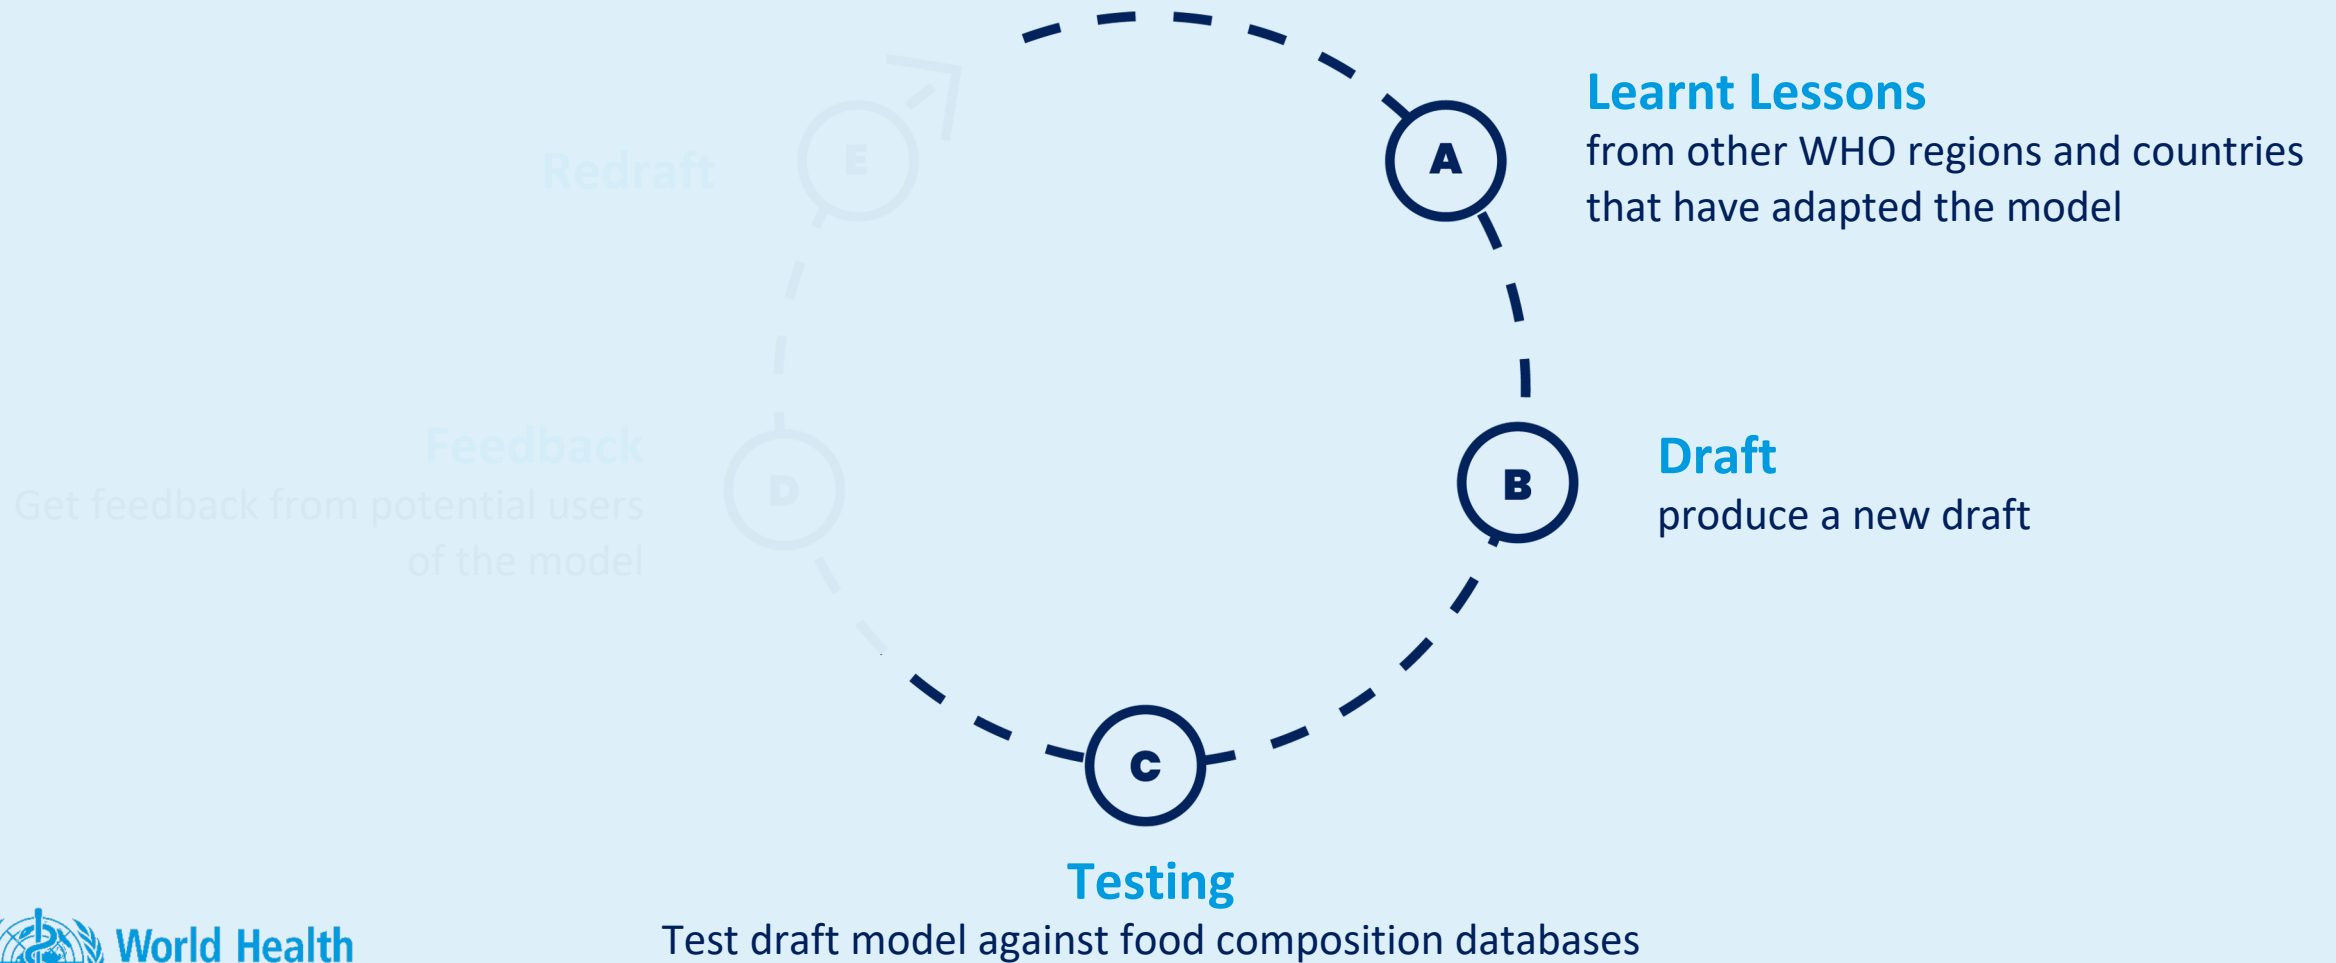 A
Learnt Lessons
from other WHO regions and countries
that have adapted the model
B
Draft
produce a new draft
C
Testing
Test draft model against food composition databases
D
Feedback
Get feedback from potential users
of the model
E
Redraft
World Health